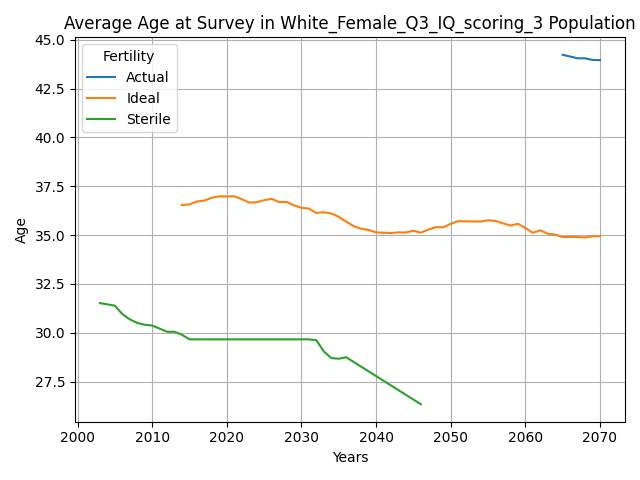 Average Age at Survey in White_Female_Q3_IQ_scoring_3 Population
45.0
42.5
40.0
37.5
35.0
32.5
30.0
27.5
Age
Fertility
Actual
Ideal
Sterile
2000 2010 2020 2030 2040 2050 2060 2070
Years